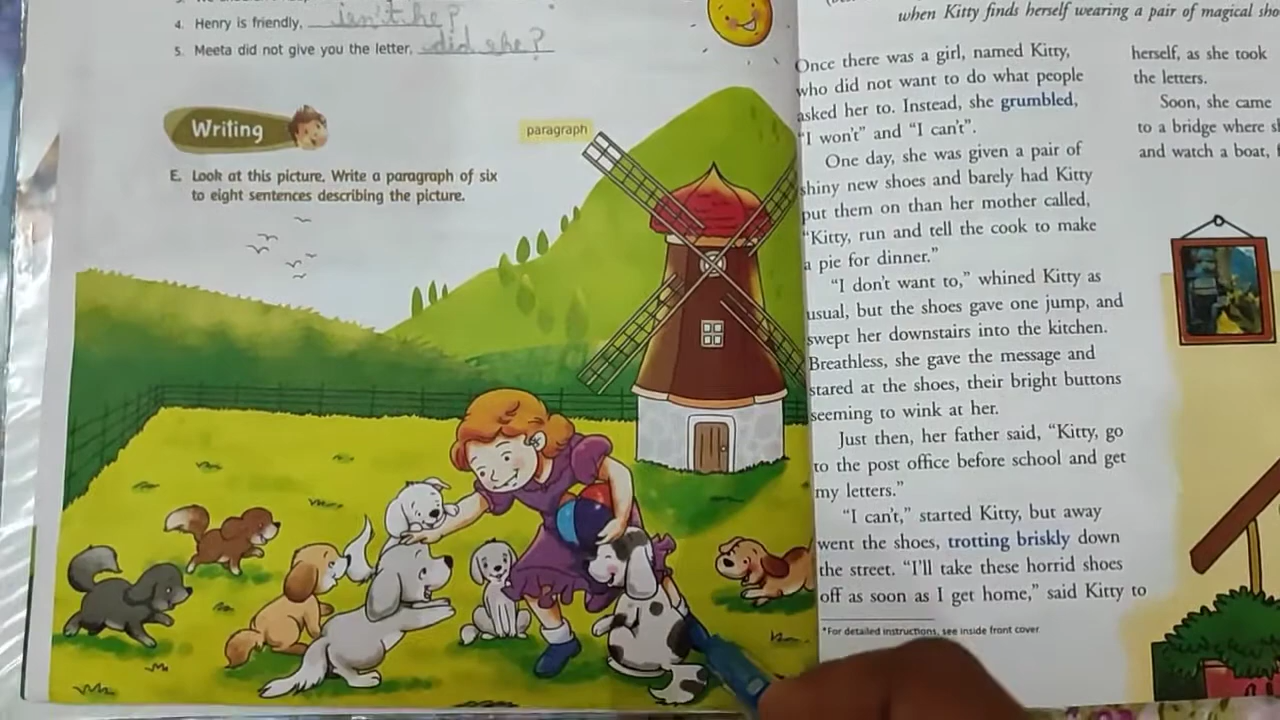 4. Henry is friendly, isn't he?
5. Meeta did not give you the letter, did she?
Writing
paragraph
E. Look at this picture. Write a paragraph of six
to eight sentences describing the picture.
when Kitty finds herself wearing a pair of magical sho
Once there was a girl, named Kitty,
who did not want to do what people
asked her to. Instead, she grumbled,
"I won't" and "I can't".
One day, she was given a pair of
shiny new shoes and barely had Kitty
put them on than her mother called,
"Kitty, run and tell the cook to make
a pie for dinner."
"I don't want to," whined Kitty as
usual, but the shoes gave one jump, and
swept her downstairs into the kitchen.
Breathless, she gave the message and
stared at the shoes, their bright buttons
seeming to wink at her.
Just then, her father said, "Kitty, go
to the post office before school and get
my letters."
"I can't," started Kitty, but away
went the shoes, trotting briskly down
the street. "I'll take these horrid shoes
off as soon as I get home," said Kitty to
*For detailed instructions, see inside front cover.
herself, as she took
the letters.
Soon, she came
to a bridge where s
and watch a boat,